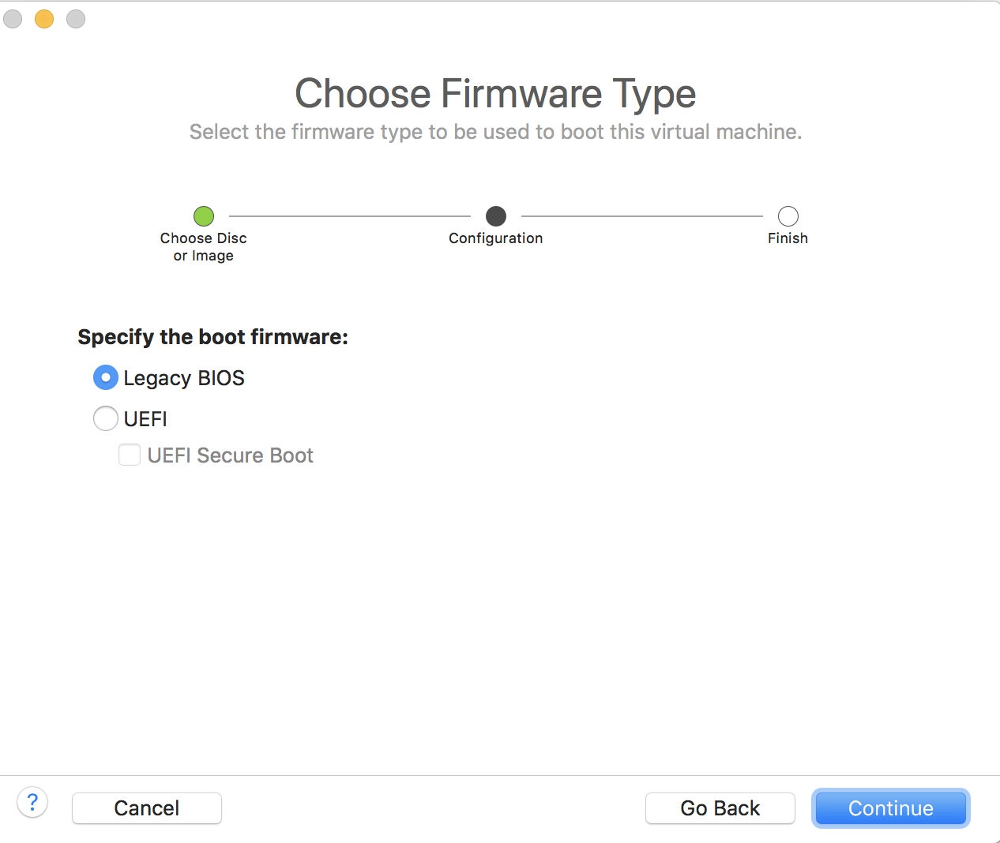 Choose Firmware Type
Select the firmware type to be used to boot this virtual machine.
Choose Disc
or Image
Configuration
Finish
Specify the boot firmware:
Legacy BIOS
UEFI
UEFI Secure Boot
?
Cancel
Go Back
Continue